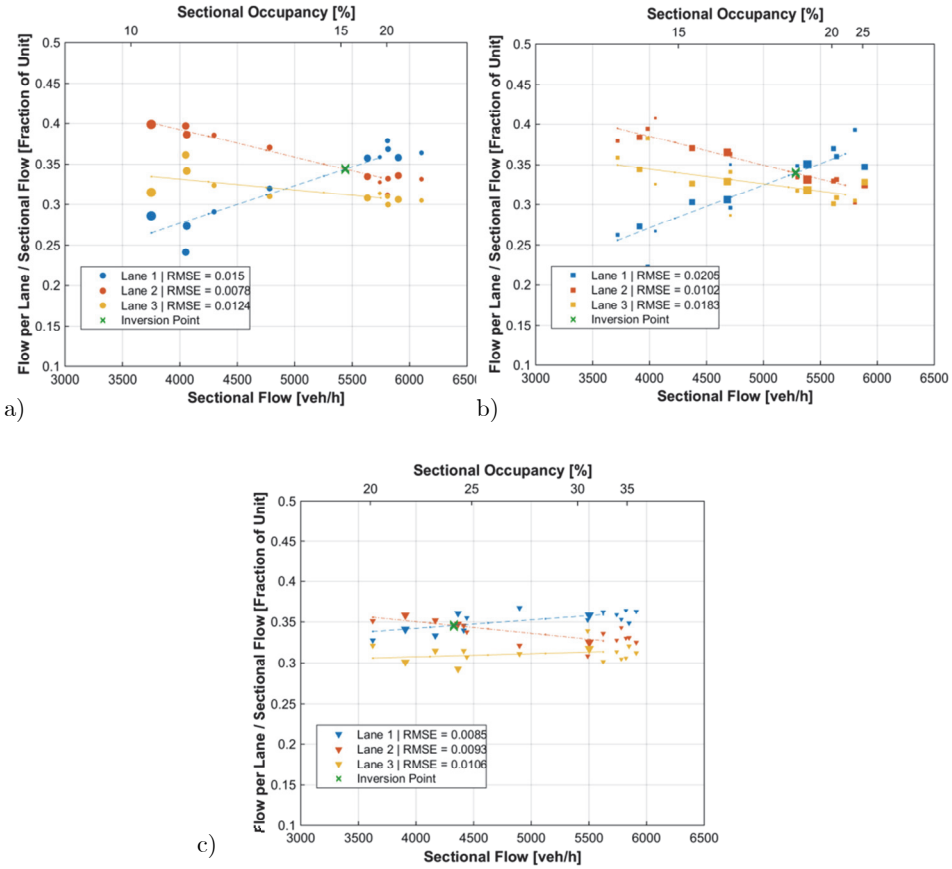 Sectional Occupancy [%]
10 15 20
a)
Flow per Lane / Sectional Flow [Fraction of Unit]
0.5
0.45
0.4
0.35
0.3
0.25
0.2
0.15
0.1
Lane 1 | RMSE = 0.015
Lane 2 | RMSE = 0.0078
Lane 3 | RMSE = 0.0124
Inversion Point
3000 3500 4000 4500 5000 5500 6000 6500
Sectional Flow [veh/h]
Sectional Occupancy [%]
15 20 25
b)
Flow per Lane / Sectional Flow [Fraction of Unit]
0.5
0.45
0.4
0.35
0.3
0.25
0.2
0.15
0.1
Lane 1 | RMSE = 0.0205
Lane 2 | RMSE = 0.0102
Lane 3 | RMSE = 0.0183
Inversion Point
3000 3500 4000 4500 5000 5500 6000 6500
Sectional Flow [veh/h]
Sectional Occupancy [%]
20 25 30 35
c)
Flow per Lane / Sectional Flow [Fraction of Unit]
0.5
0.45
0.4
0.35
0.3
0.25
0.2
0.15
0.1
Lane 1 | RMSE = 0.0085
Lane 2 | RMSE = 0.0093
Lane 3 | RMSE = 0.0106
Inversion Point
3000 3500 4000 4500 5000 5500 6000 6500
Sectional Flow [veh/h]